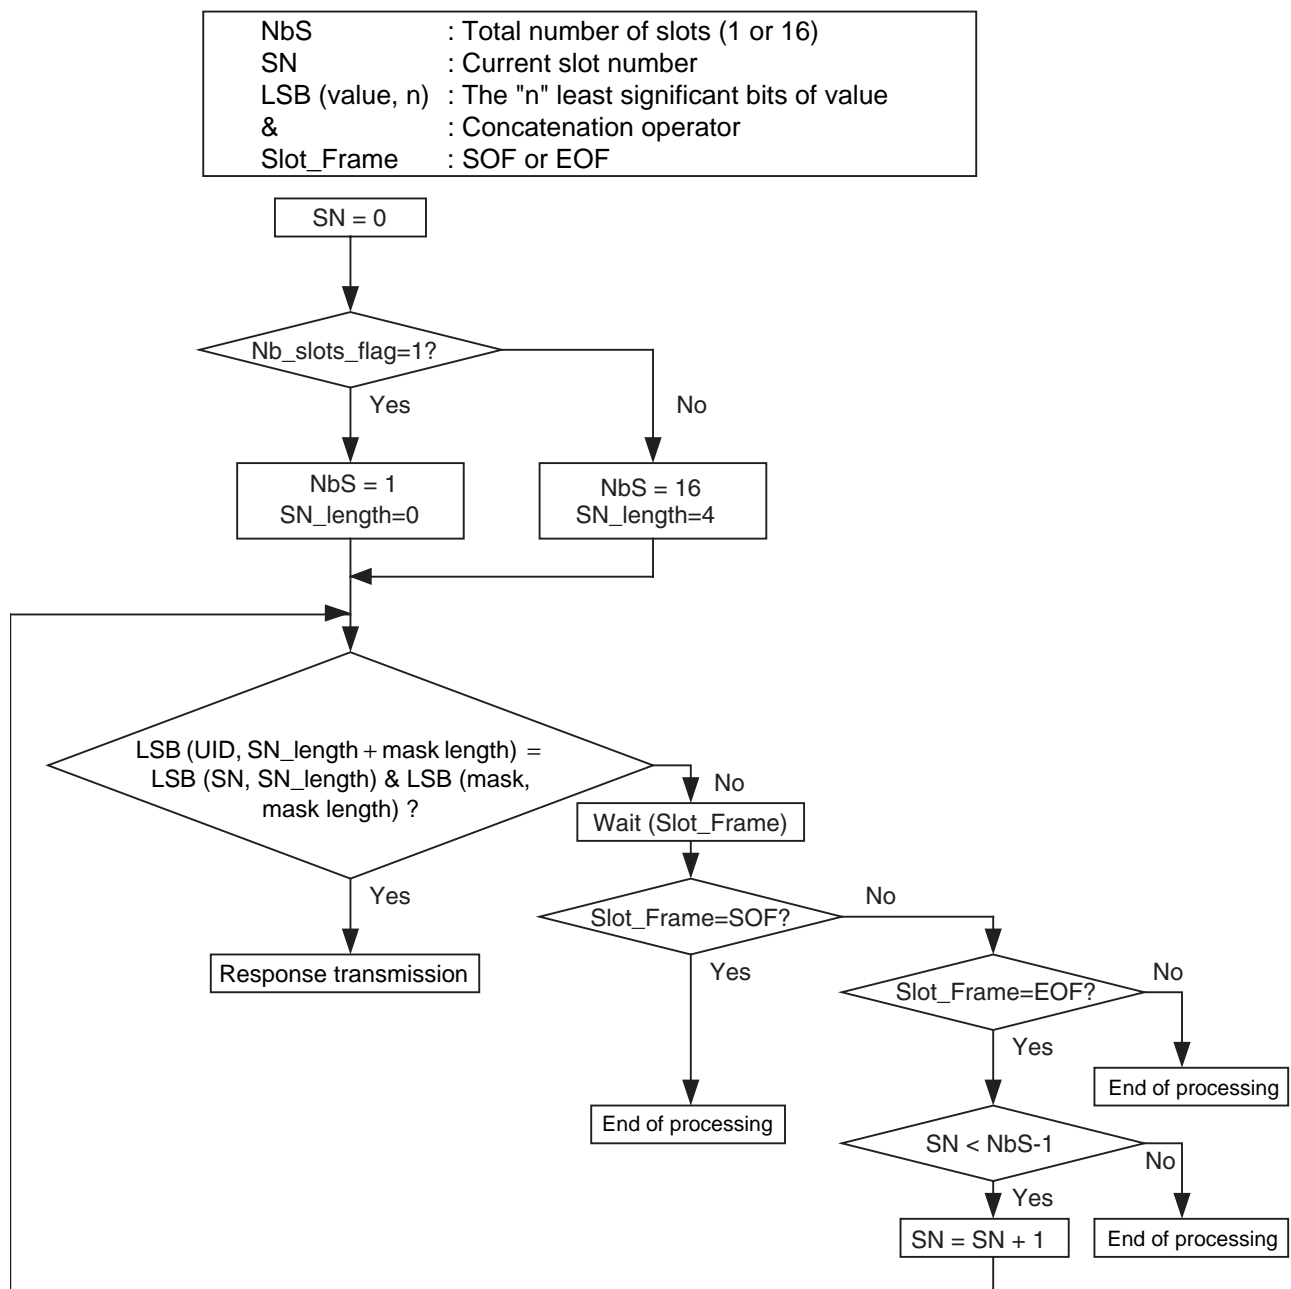 NbS : Total number of slots (1 or 16)
SN : Current slot number
LSB (value, n) : The "n" least significant bits of value
& : Concatenation operator
Slot_Frame : SOF or EOF
SN = 0
Nb_slots_flag=1?
Yes
No
NbS = 1
SN_length=0
NbS = 16
SN_length=4
LSB (UID, SN_length + mask length) =
LSB (SN, SN_length) & LSB (mask,
mask length) ?
No
Wait (Slot_Frame)
Yes
Response transmission
Slot_Frame=SOF?
No
Yes
Slot_Frame=EOF?
No
Yes
End of processing
End of processing
SN < NbS-1
No
Yes
SN = SN + 1
End of processing